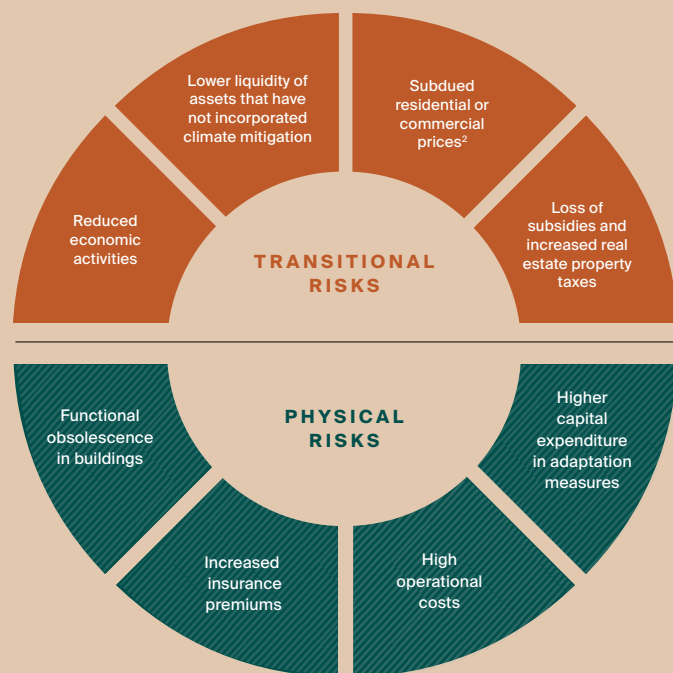 Lower liquidity of
assets that have
not incorporated
climate mitigation
Subdued
residential or
commercial
prices²
Reduced
economic
activities
Loss of
subsidies and
increased real
estate property
taxes
TRANSITIONAL
RISKS
PHYSICAL
RISKS
Functional
obsolescence
in buildings
Higher
capital
expenditure
in adaptation
measures
Increased
insurance
premiums
High
operational
costs